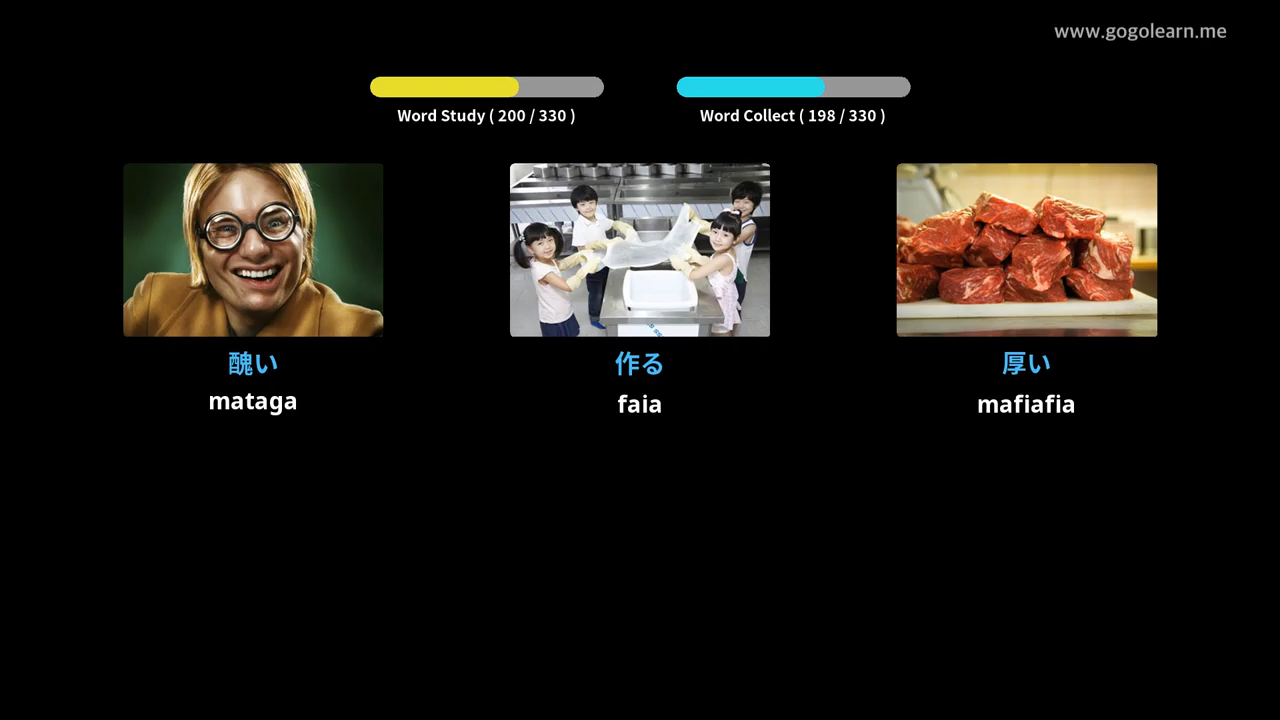 www.gogolearn.me
Word Study ( 200 / 330 )
Word Collect ( 198 / 330 )
醜い
作る
厚い
mataga
faia
mafiafia